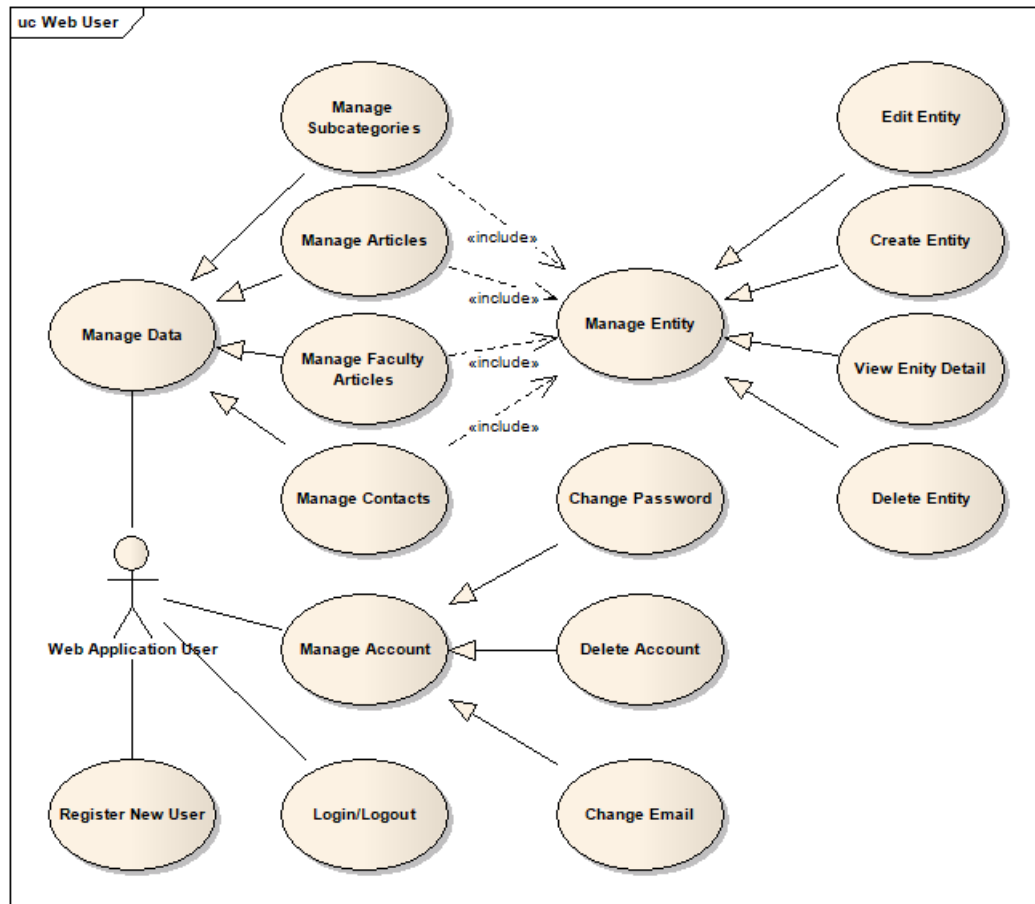 uc Web User
Manage
Subcategories
Edit Entity
Manage Articles
«include»
Create Entity
«include»
Manage Data
Manage Entity
Manage Faculty
Articles
«include»
View Enity Detail
«include»
Manage Contacts
Change Password
Delete Entity
Web Application User
Manage Account
Delete Account
Register New User
Login/Logout
Change Email